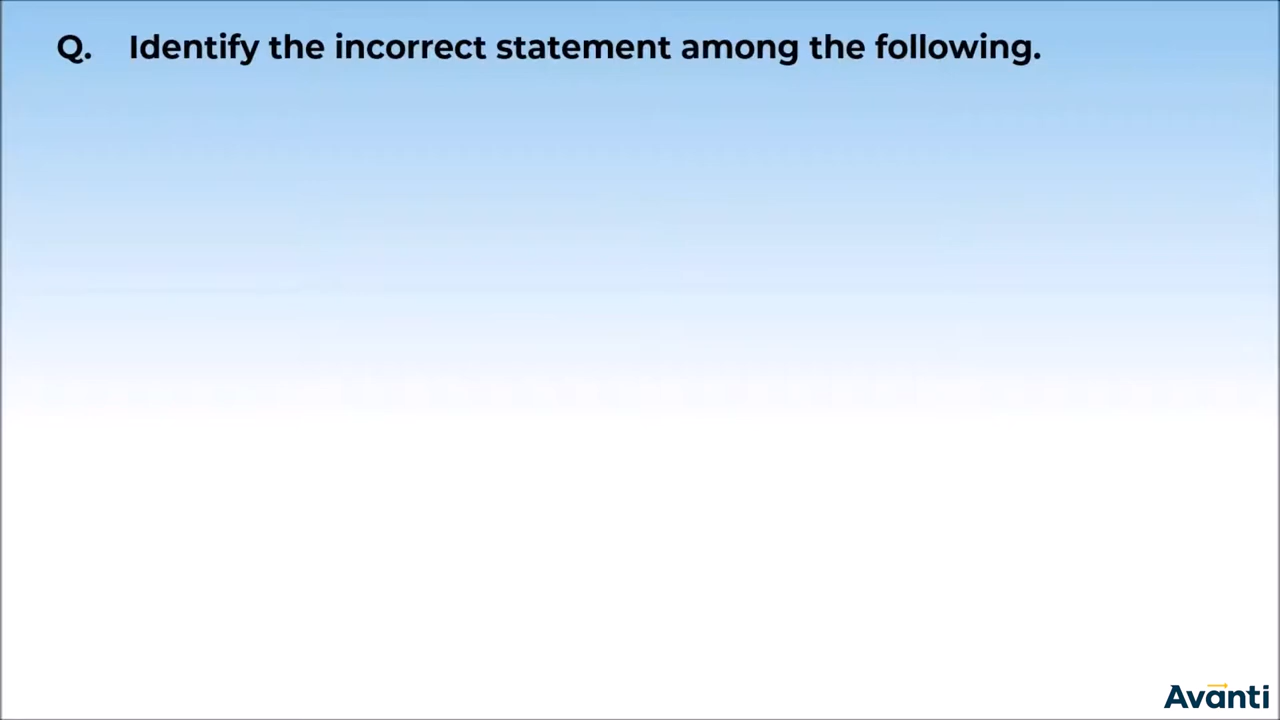 Q. Identify the incorrect statement among the following.
Avanti